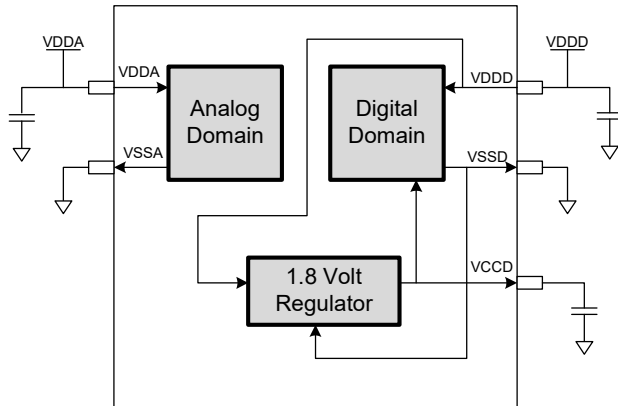 VDDA
VDDD
VDDA
VDDD
Analog
Domain
Digital
Domain
VSSA
VSSD
1.8 Volt
Regulator
VCCD